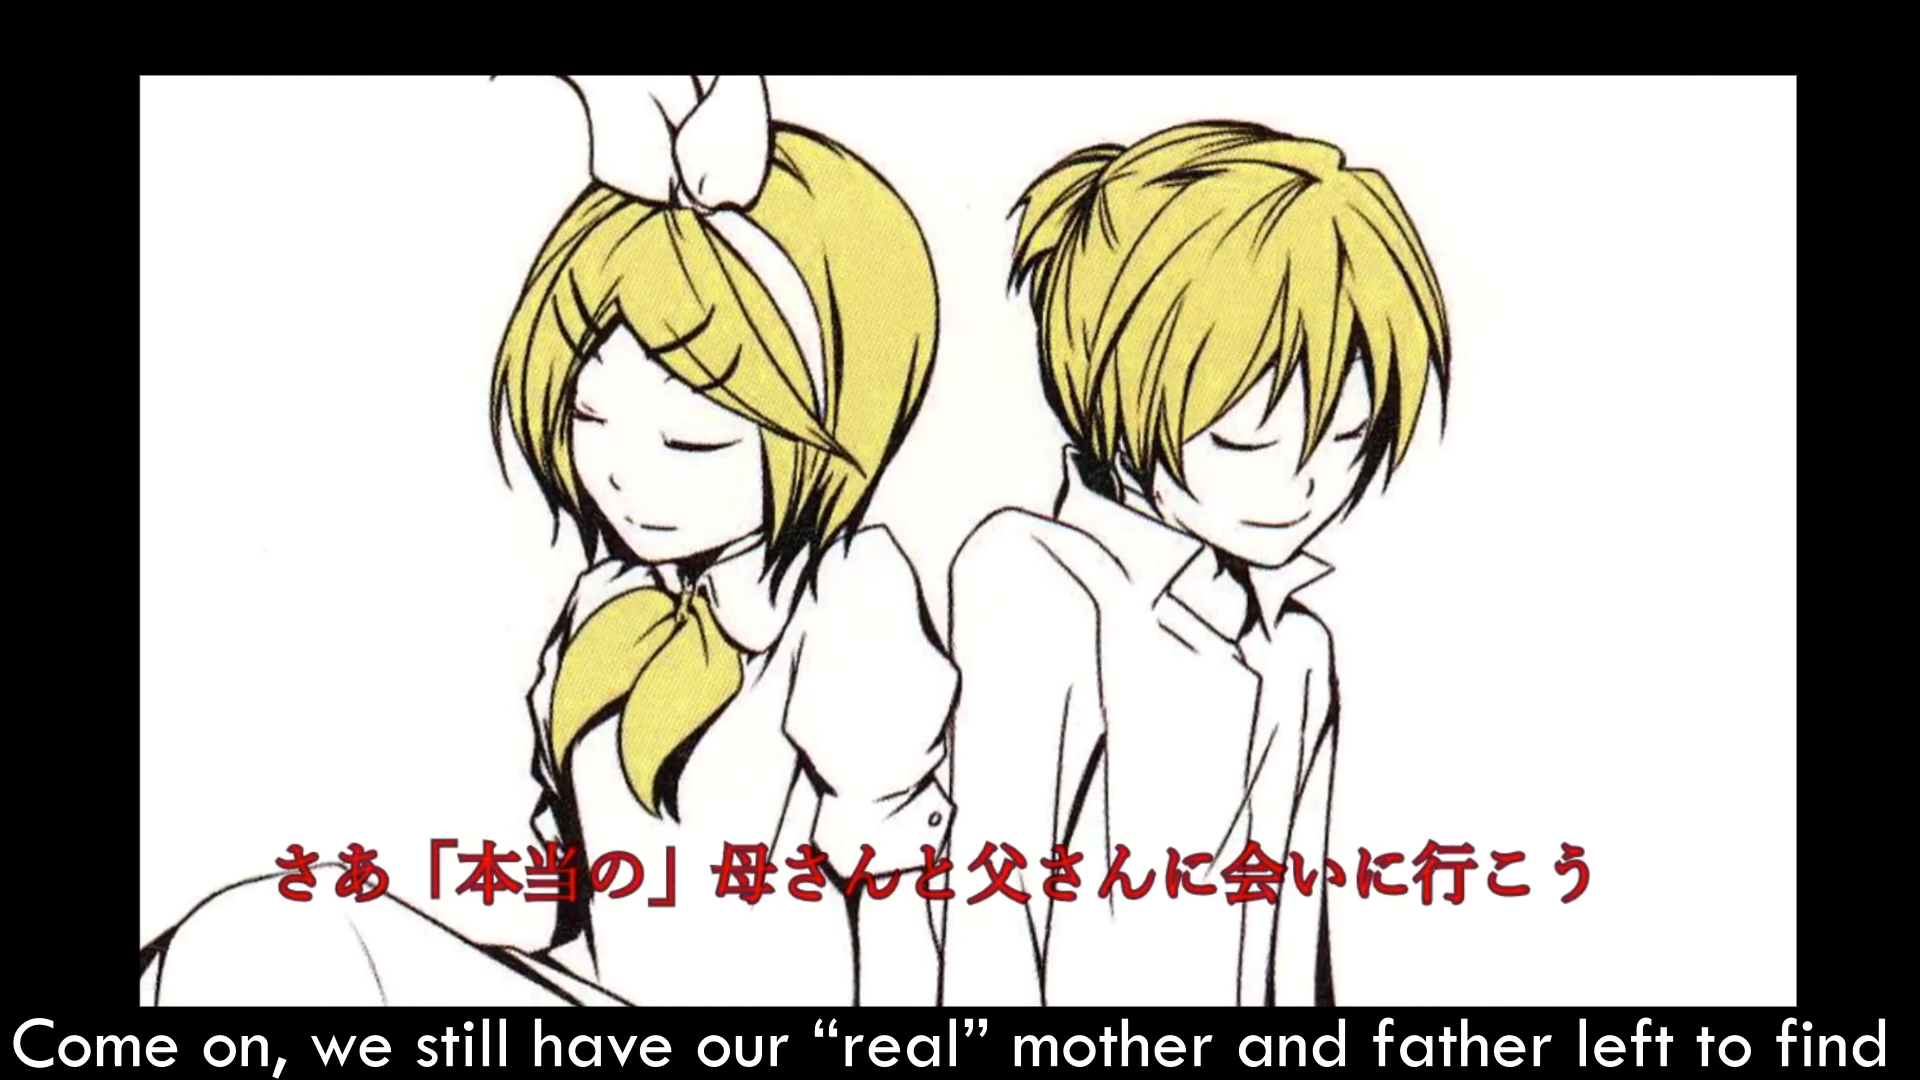 さあ「本当の」母さんと父さんに会いに行こう
Come on, we still have our “real” mother and father left to find